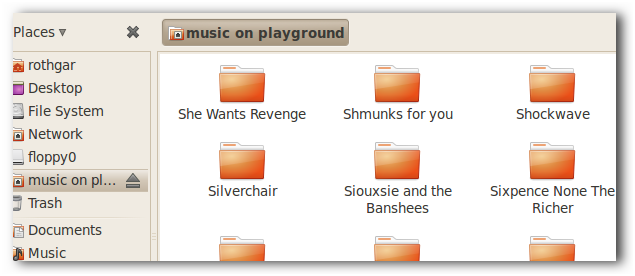 Places
music on playground
rothgar
Desktop
File System
Network
floppy0
music on pl...
Trash
Documents
Music
She Wants Revenge
Shmunks for you
Shockwave
Silverchair
Siouxsie and the
Banshees
Sixpence None The
Richer